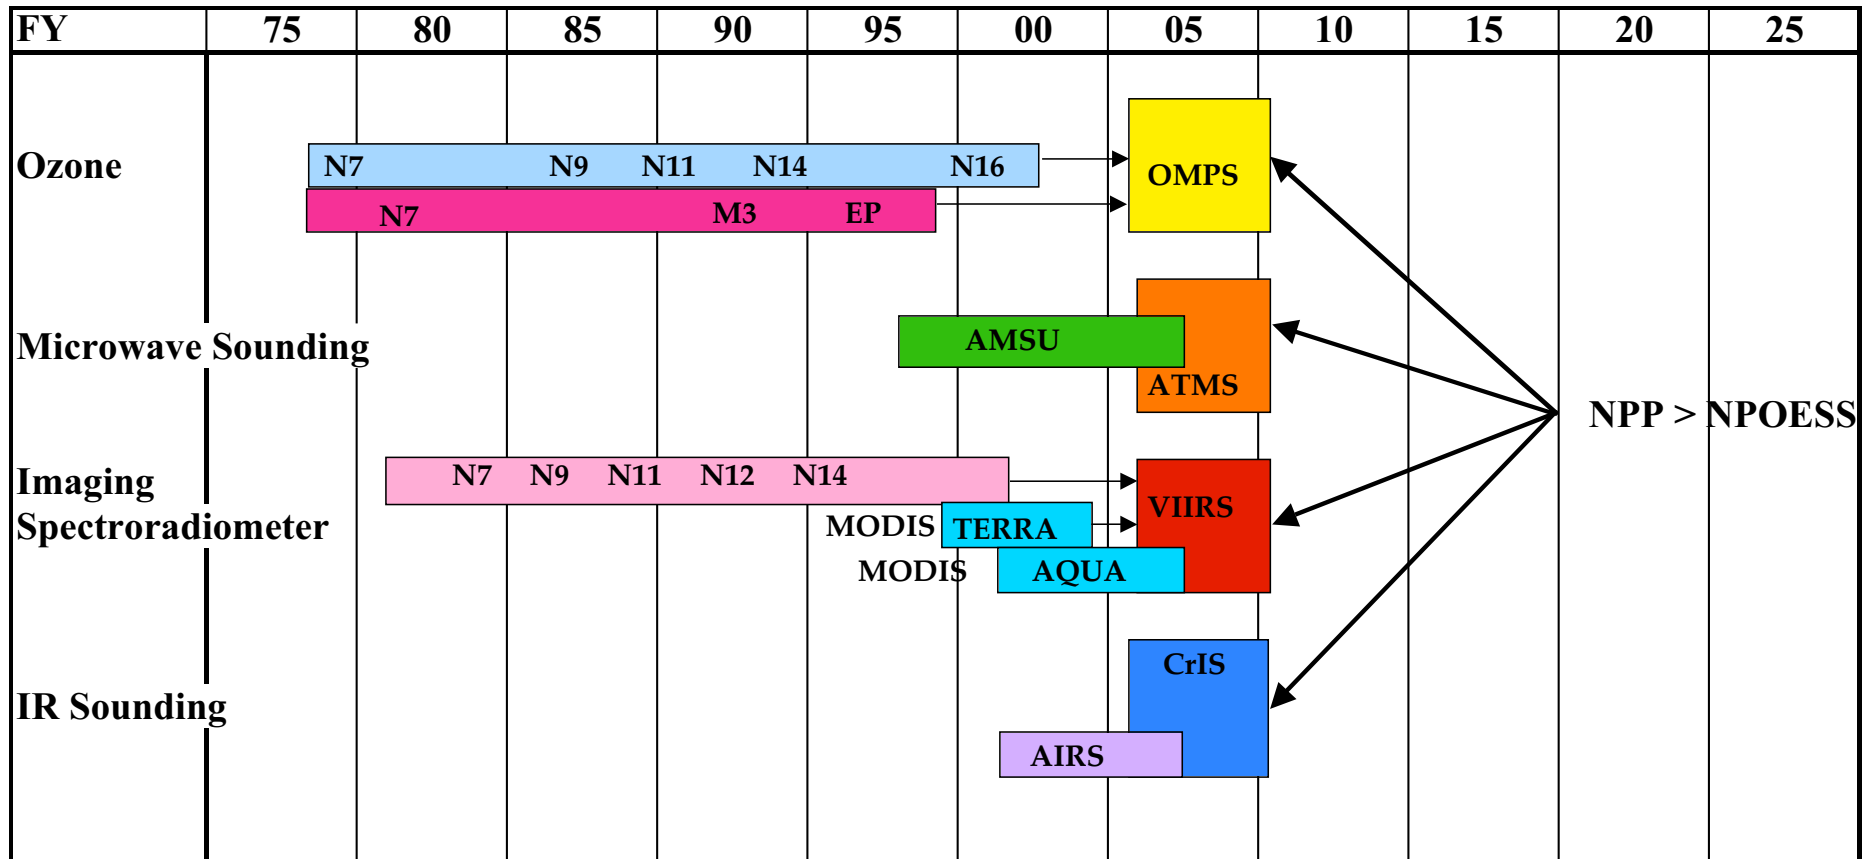 FY 75 80 85 90 95 00 05 10 15 20 25
Ozone
N7 N9 N11 N14 N16
N7 M3 EP
OMPS
Microwave Sounding
AMSU
ATMS
NPP > NPOESS
Imaging
Spectroradiometer
N7 N9 N11 N12 N14
MODIS TERRA
MODIS AQUA
VIIRS
IR Sounding
CrIS
AIRS